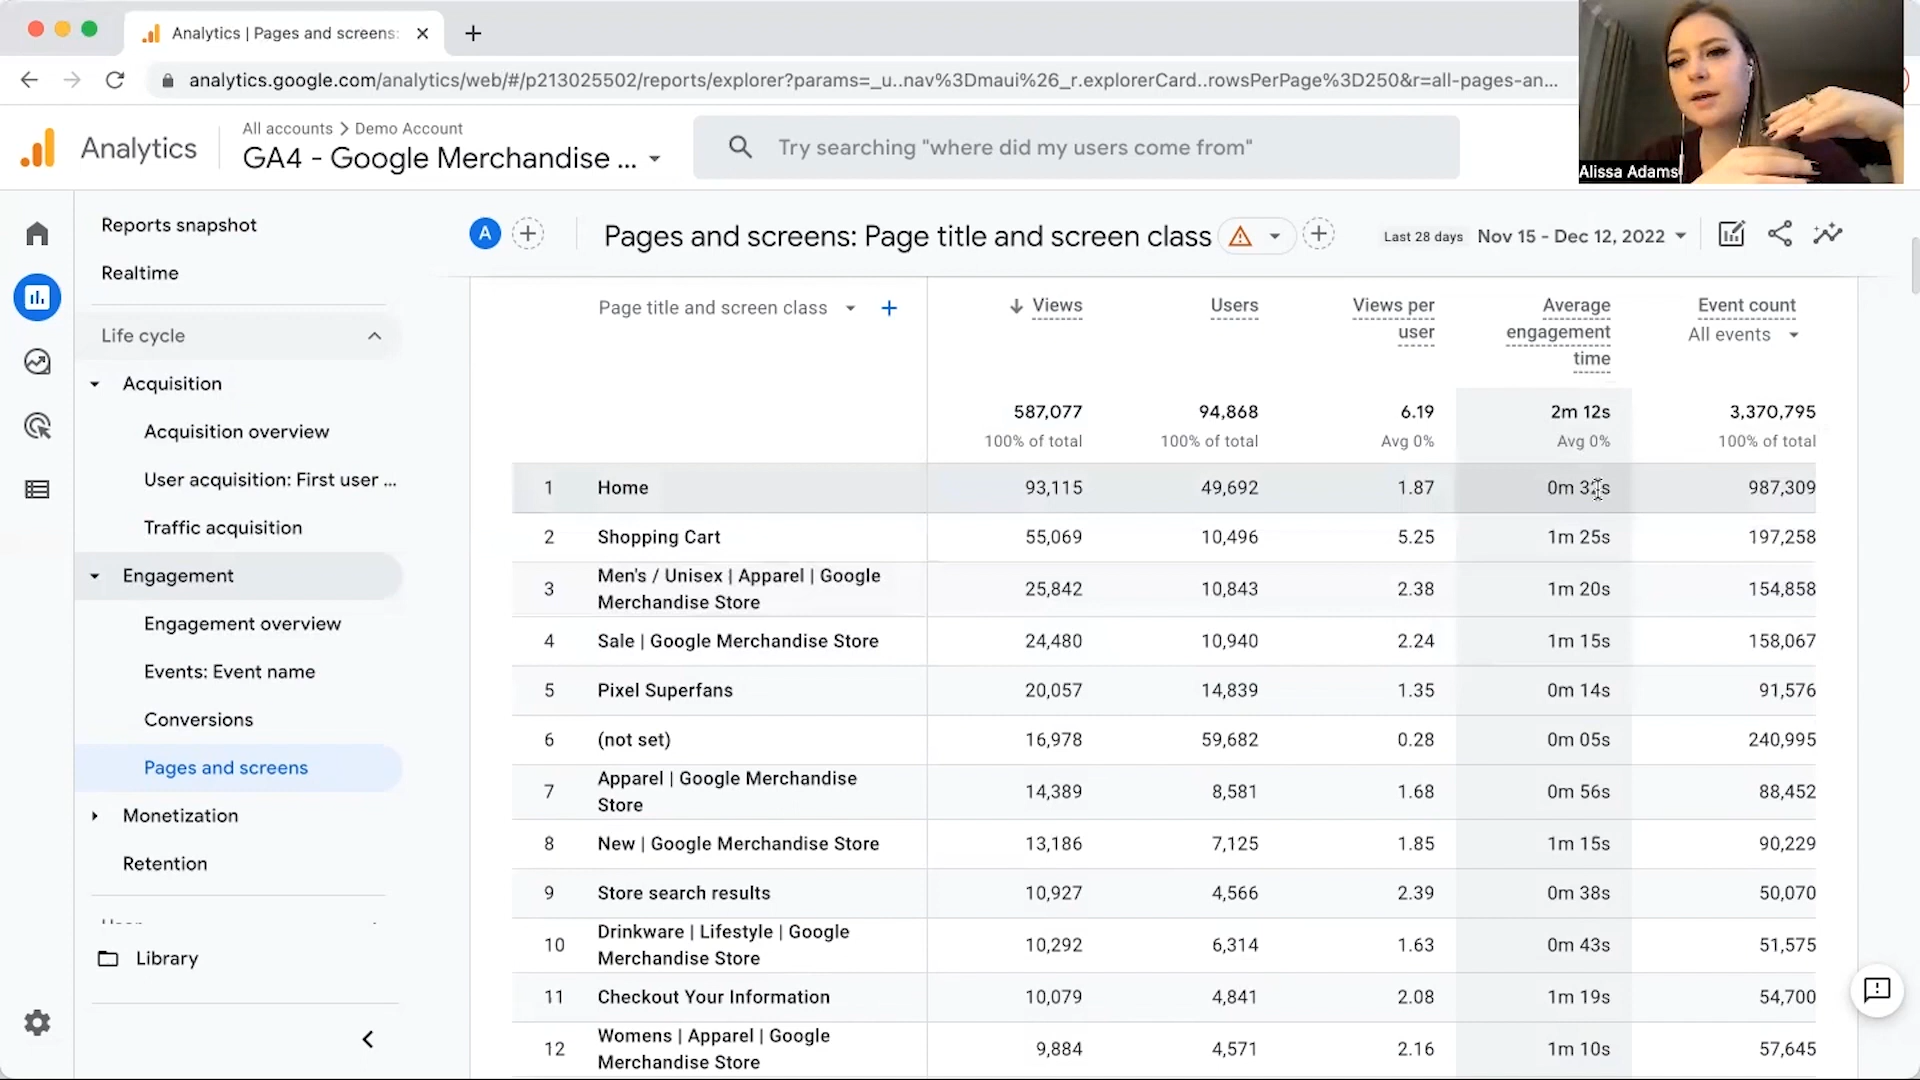 Analytics | Pages and screens:
analytics.google.com/analytics/web/#/p213025502/reports/explorer?params=_u..nav%3Dmaui%26_r.explorerCard..rowsPerPage%3D250&r=all-pages-an...
Alissa Adams
Analytics
All accounts > Demo Account
GA4 - Google Merchandise ...
Try searching "where did my users come from"
Reports snapshot
Realtime
Life cycle
Acquisition
Acquisition overview
User acquisition: First user ...
Traffic acquisition
Engagement
Engagement overview
Events: Event name
Conversions
Pages and screens
Monetization
Retention
Library
A
Pages and screens: Page title and screen class
Last 28 days Nov 15 - Dec 12, 2022
Page title and screen class
Views
Users
Views per
user
Average
engagement
time
Event count
All events
587,077 94,868 6.19 2m 12s 3,370,795
100% of total 100% of total Avg 0% Avg 0% 100% of total
1 Home 93,115 49,692 1.87 0m 987,309
2 Shopping Cart 55,069 10,496 5.25 1m 25s 197,258
Men's / Unisex | Apparel | Google
3 25,842 10,843 2.38 1m 20s 154,858
Merchandise Store
4 Sale | Google Merchandise Store 24,480 10,940 2.24 1m 15s 158,067
5 Pixel Superfans 20,057 14,839 1.35 0m 14s 91,576
6 (not set) 16,978 59,682 0.28 0m 05s 240,995
Apparel | Google Merchandise
7 14,389 8,581 1.68 0m 56s 88,452
Store
8 New | Google Merchandise Store 13,186 7,125 1.85 1m 15s 90,229
9 Store search results 10,927 4,566 2.39 0m 38s 50,070
Drinkware | Lifestyle | Google
10 10,292 6,314 1.63 0m 43s 51,575
Merchandise Store
11 Checkout Your Information 10,079 4,841 2.08 1m 19s 54,700
Womens | Apparel | Google
12 9,884 4,571 2.16 1m 10s 57,645
Merchandise Store